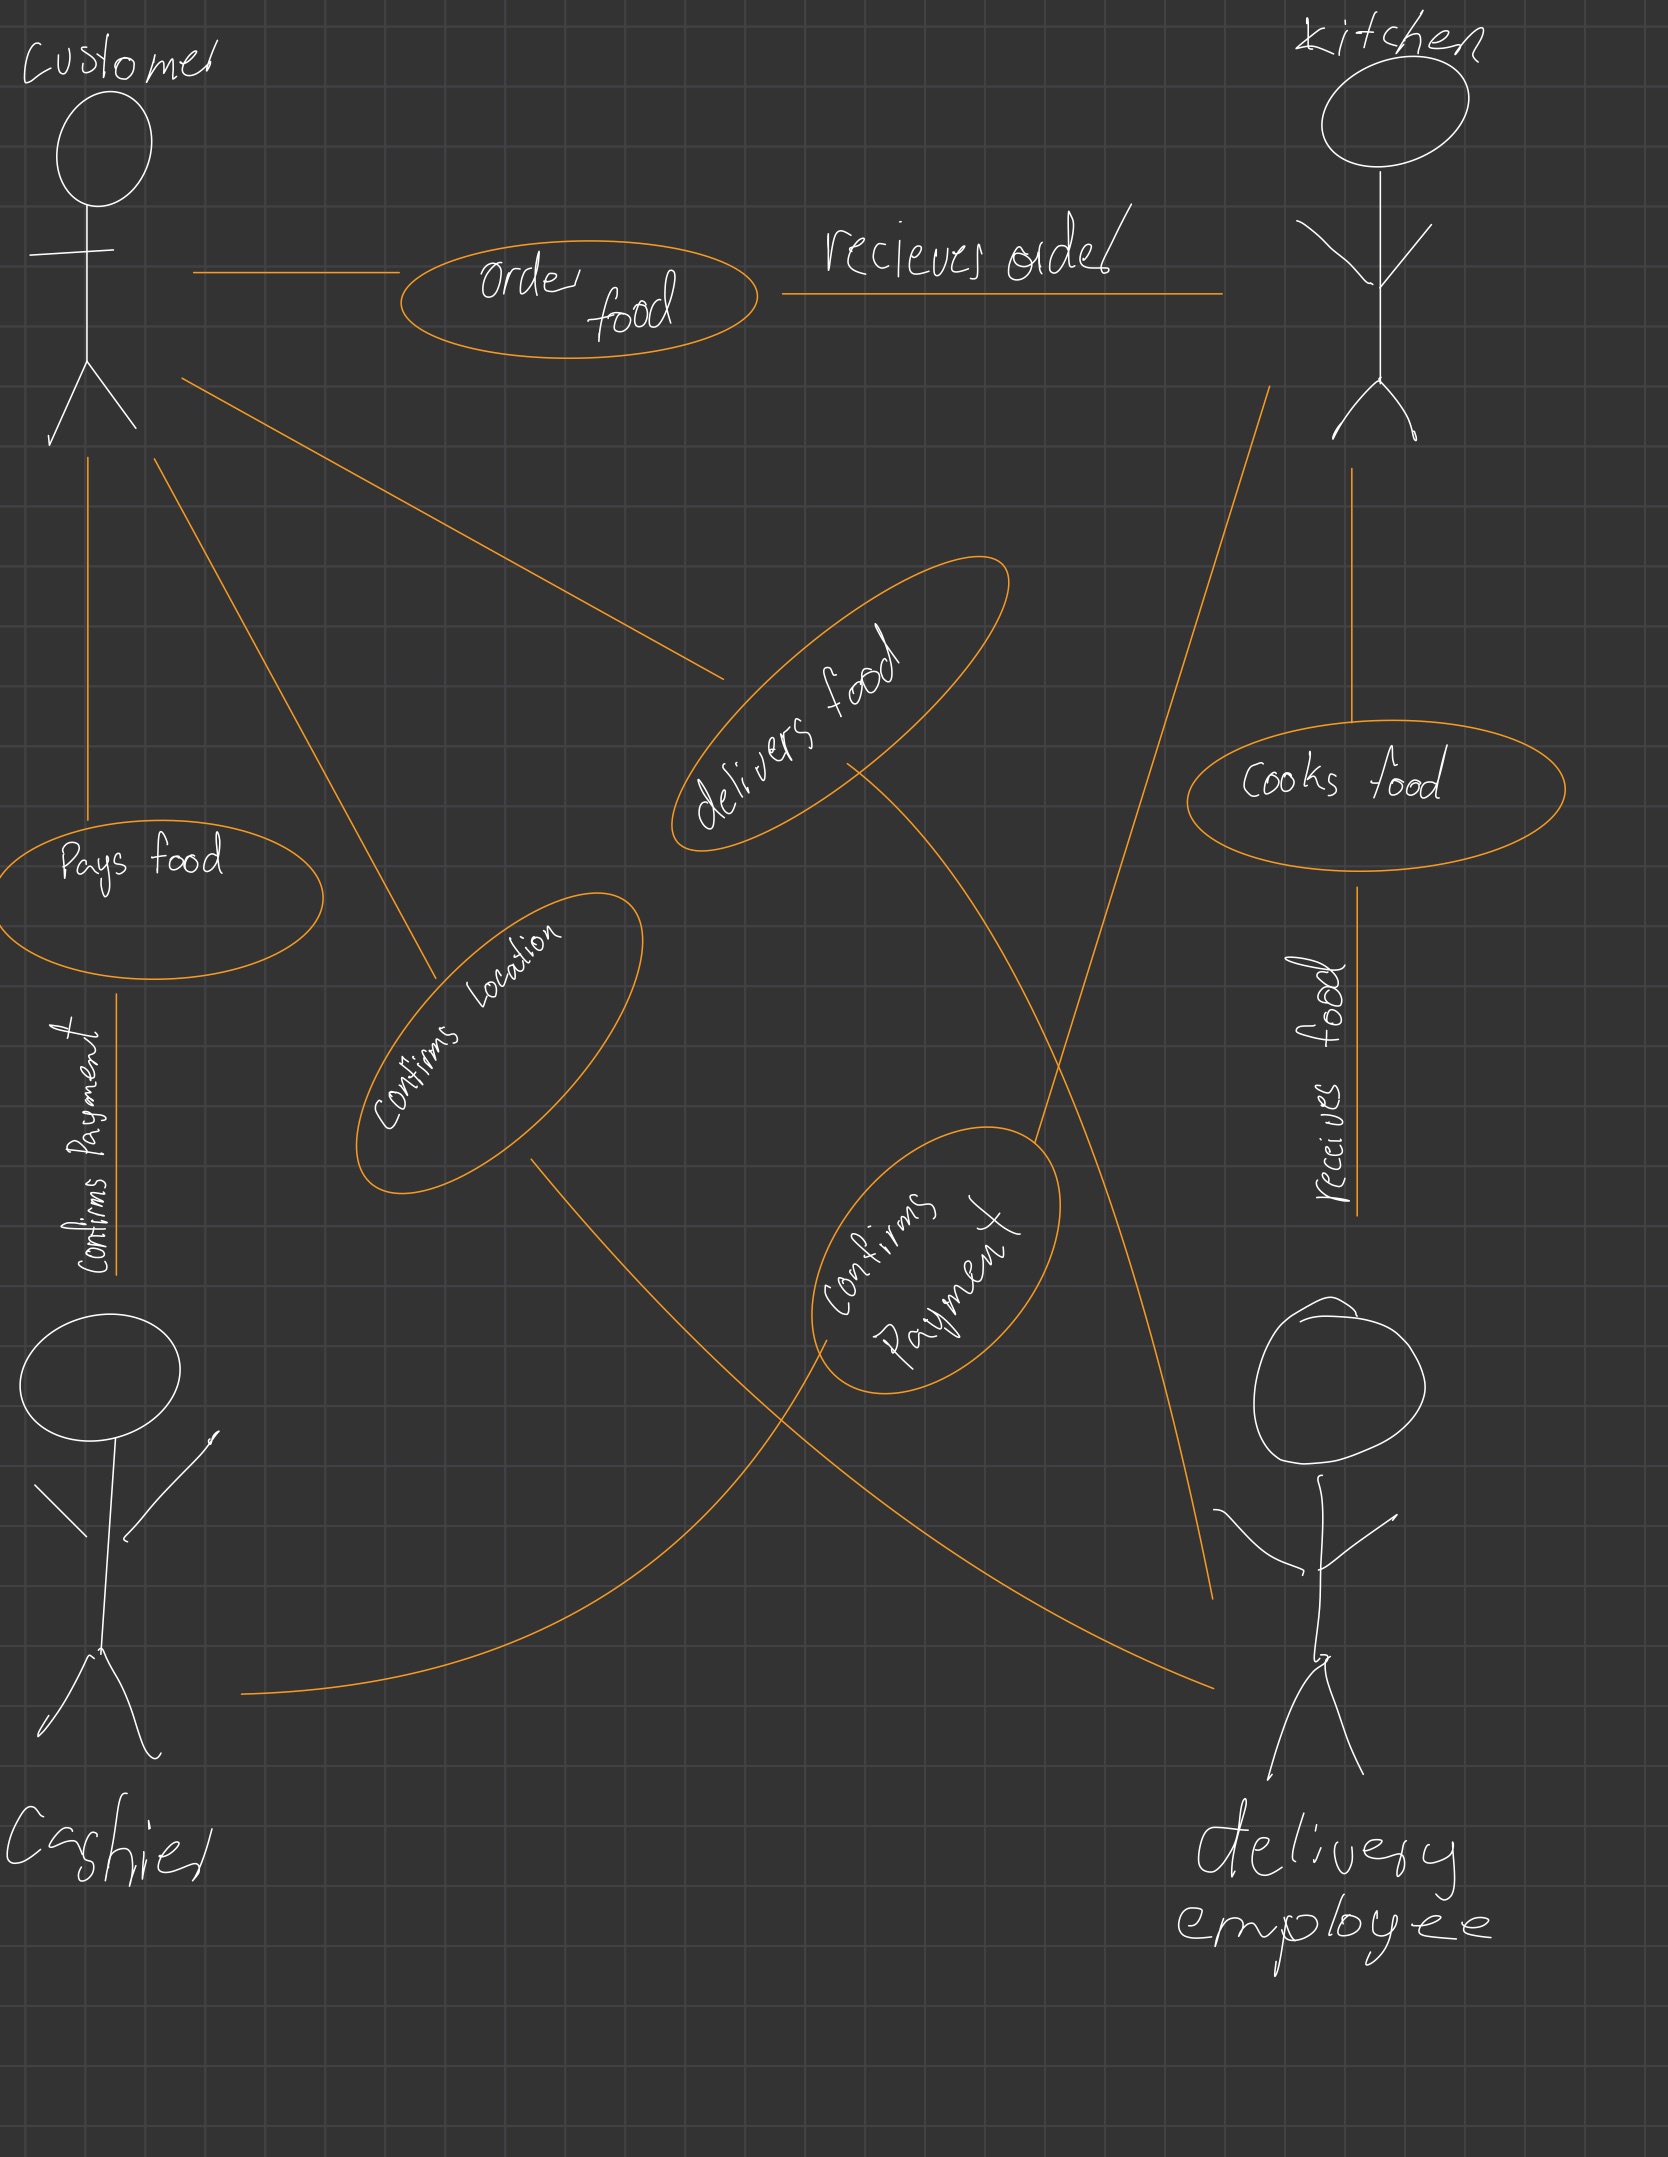 Customer
kitchen
Order
food
recieves order
delivers food
Cooks food
Pays food
Confirms Location
Confirms Payment
receives food
Confirms
Payment
Cashier
delivery
employee